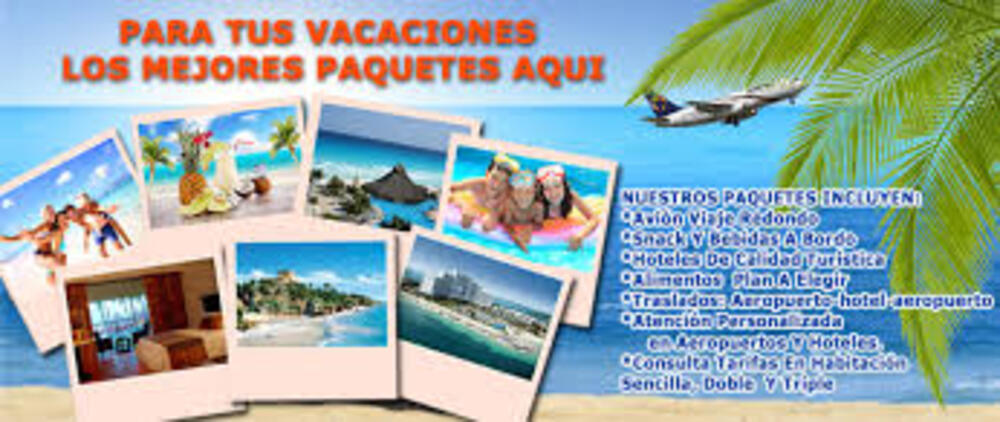 PARA TUS VACACIONES
LOS MEJORES PAQUETES AQUI
NUESTROS PAQUETES INCLUYEN:
*Avión Viaje Redondo
*Snack Y Bebidas A Bordo
*Hoteles De Calidad Turistica
*Alimentos Plan A Elegir
*Traslados: Aeropuerto-hotel-aeropuerto
*Atención Personalizada
en Aeropuertos Y Hoteles.
*Consulta Tarifas En Habitación
Sencilla, Doble Y Triple